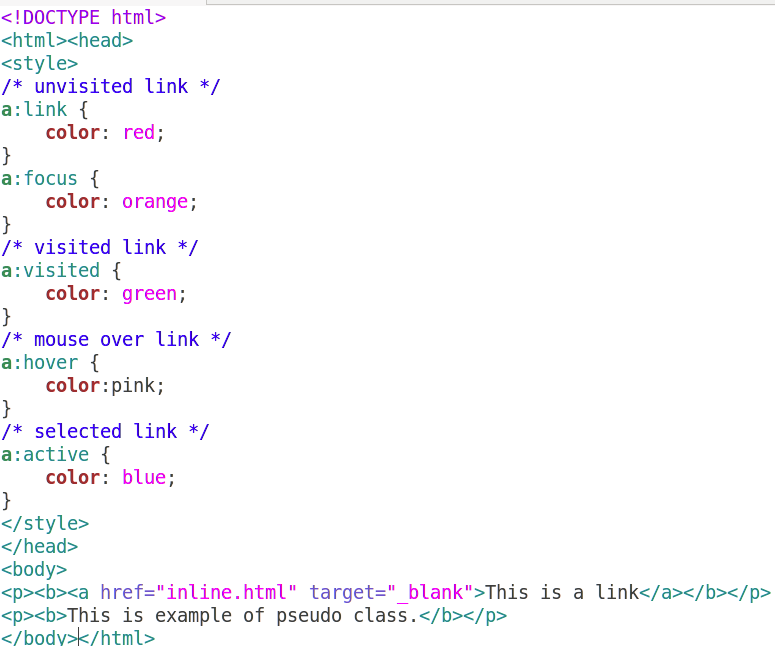 <!DOCTYPE html>
<html><head>
<style>
/* unvisited link */
a:link {
    color: red;
}
a:focus {
    color: orange;
}
/* visited link */
a:visited {
    color: green;
}
/* mouse over link */
a:hover {
    color:pink;
}
/* selected link */
a:active {
    color: blue;
}
</style>
</head>
<body>
<p><b><a href="inline.html" target="_blank">This is a link</a></b></p>
<p><b>This is example of pseudo class.</b></p>
</body></html>